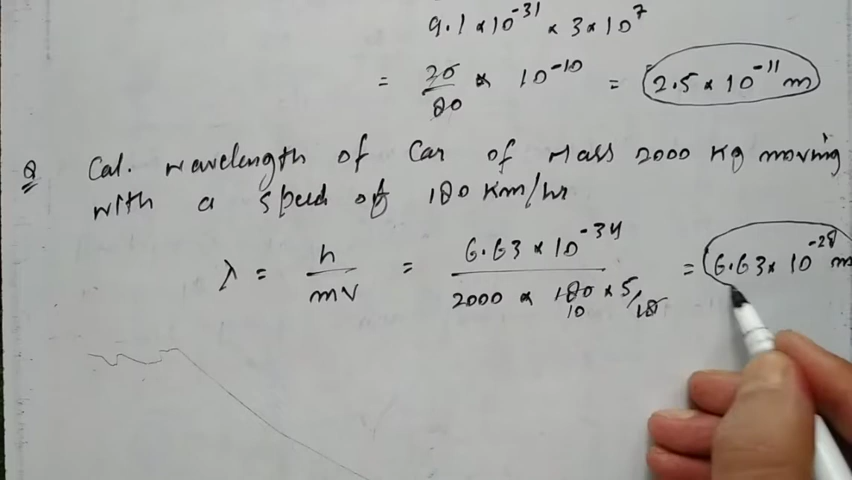 9.1 × 10^-31 × 3 × 10^7
= 20/80 × 10^-10 = 2.5 × 10^-11 m
Q Cal. wavelength of Car of Mass 2000 Kg moving
with a speed of 180 Km/hr
λ = h/mv = 6.63 × 10^-34 / 2000 × 180 × 5/18 = 6.63 × 10^-28 m
10